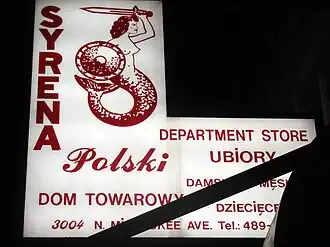 SYRENA
DEPARTMENT STORE
Polski
UBiORY
DOM TOWAROWY
DZIECIĘCE
3004 N. AVE. Tel.: 489-